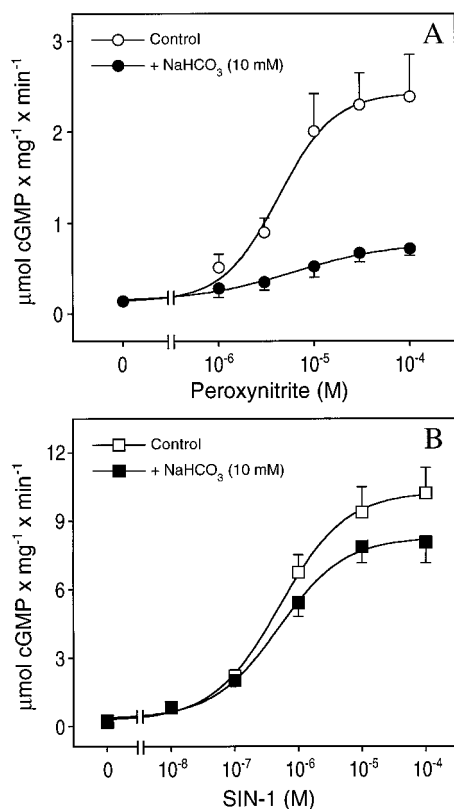 A
Control
+ NaHCO₃ (10 mM)
μmol cGMP x mg⁻¹ x min⁻¹
3
2
1
0
0 10⁻⁶ 10⁻⁵ 10⁻⁴
Peroxynitrite (M)
B
Control
+ NaHCO₃ (10 mM)
μmol cGMP x mg⁻¹ x min⁻¹
12
9
6
3
0
0 10⁻⁸ 10⁻⁷ 10⁻⁶ 10⁻⁵ 10⁻⁴
SIN-1 (M)